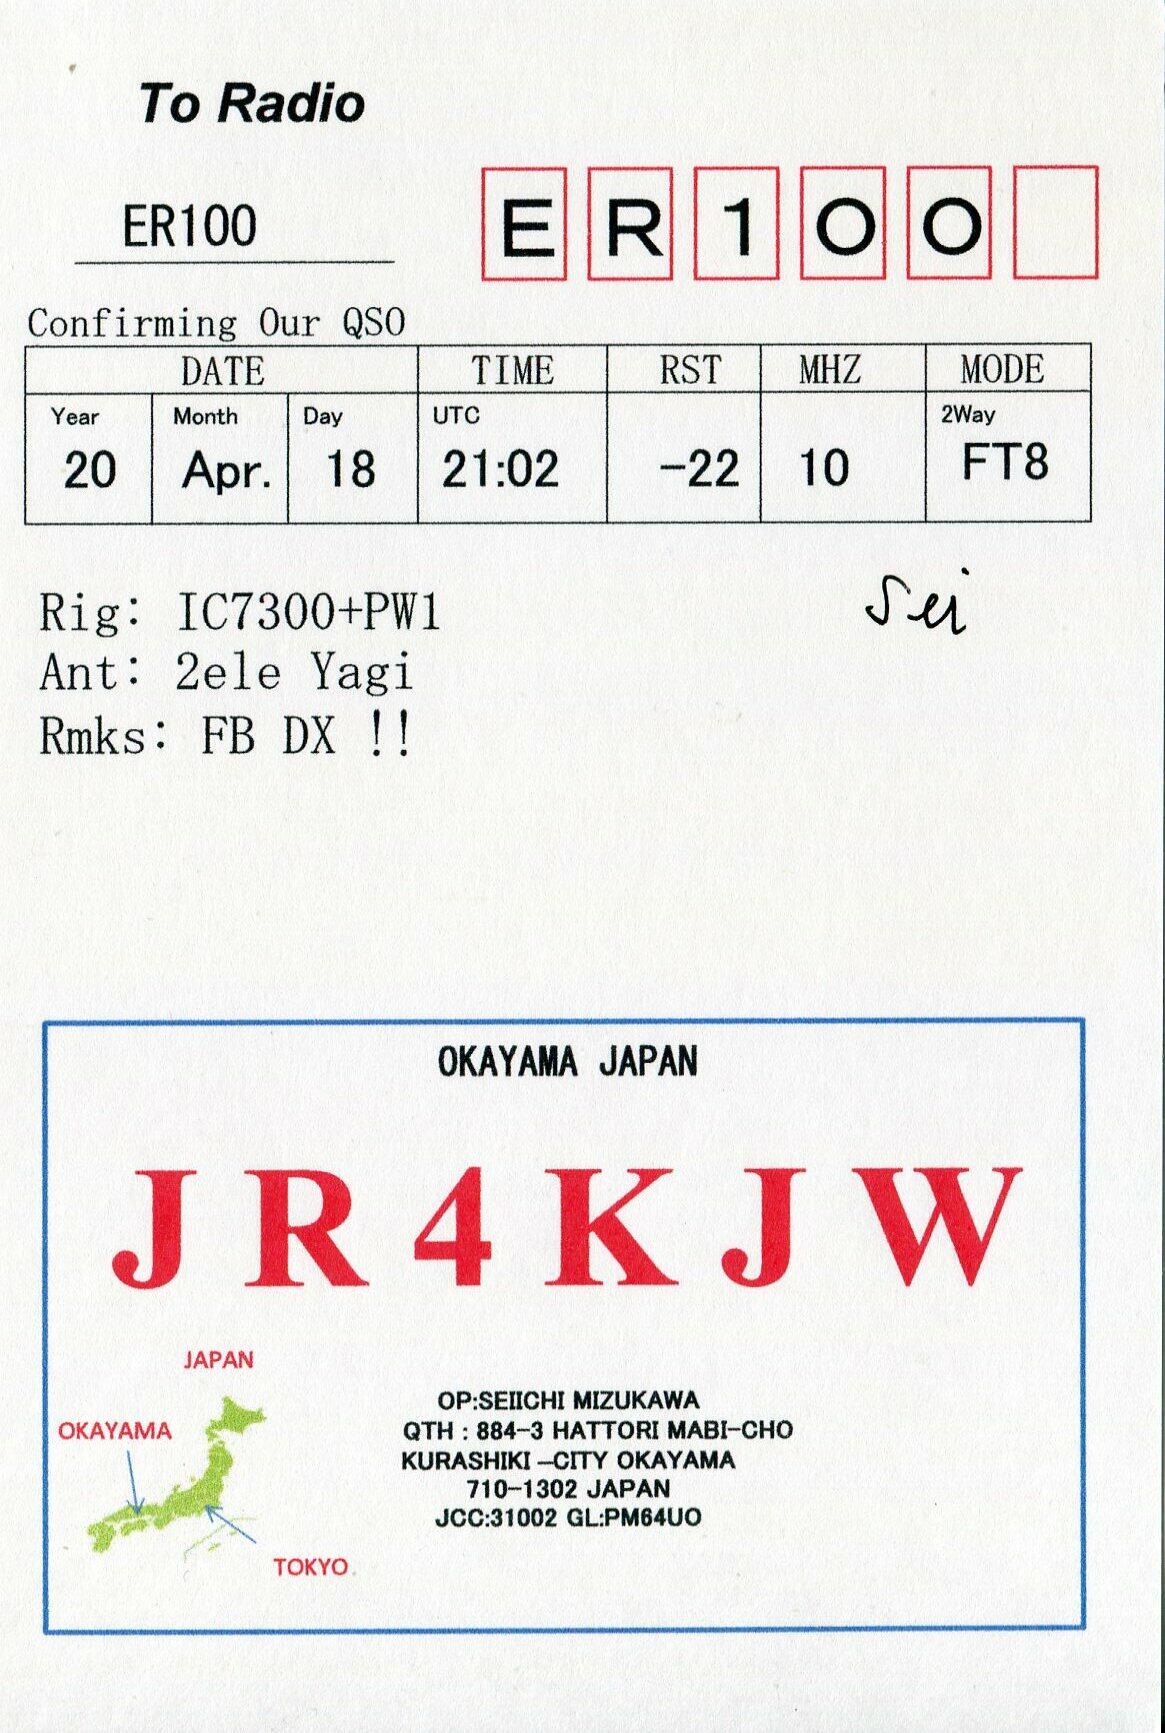 To Radio
ER100
E R 1 0 0
Confirming Our QSO
DATE TIME RST MHZ MODE
Year Month Day UTC 2Way
20 Apr. 18 21:02 -22 10 FT8
Rig: IC7300+PW1
Sei
Ant: 2ele Yagi
Rmks: FB DX !!
OKAYAMA JAPAN
JR4KJW
JAPAN
OKAYAMA
TOKYO
OP:SEIICHI MIZUKAWA
QTH : 884-3 HATTORI MABI-CHO
KURASHIKI -CITY OKAYAMA
710-1302 JAPAN
JCC:31002 GL:PM64UO